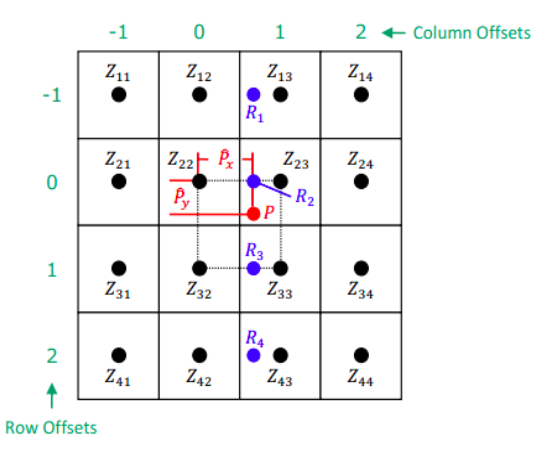 -1 0 1 2 ← Column Offsets
Z₁₁ Z₁₂ Z₁₃ Z₁₄
-1
R₁
Z₂₁ Z₂₂ P̂ₓ Z₂₃ Z₂₄
0
P̂ᵧ R₂
P
R₃
1
Z₃₁ Z₃₂ Z₃₃ Z₃₄
R₄
2
Z₄₁ Z₄₂ Z₄₃ Z₄₄
Row Offsets